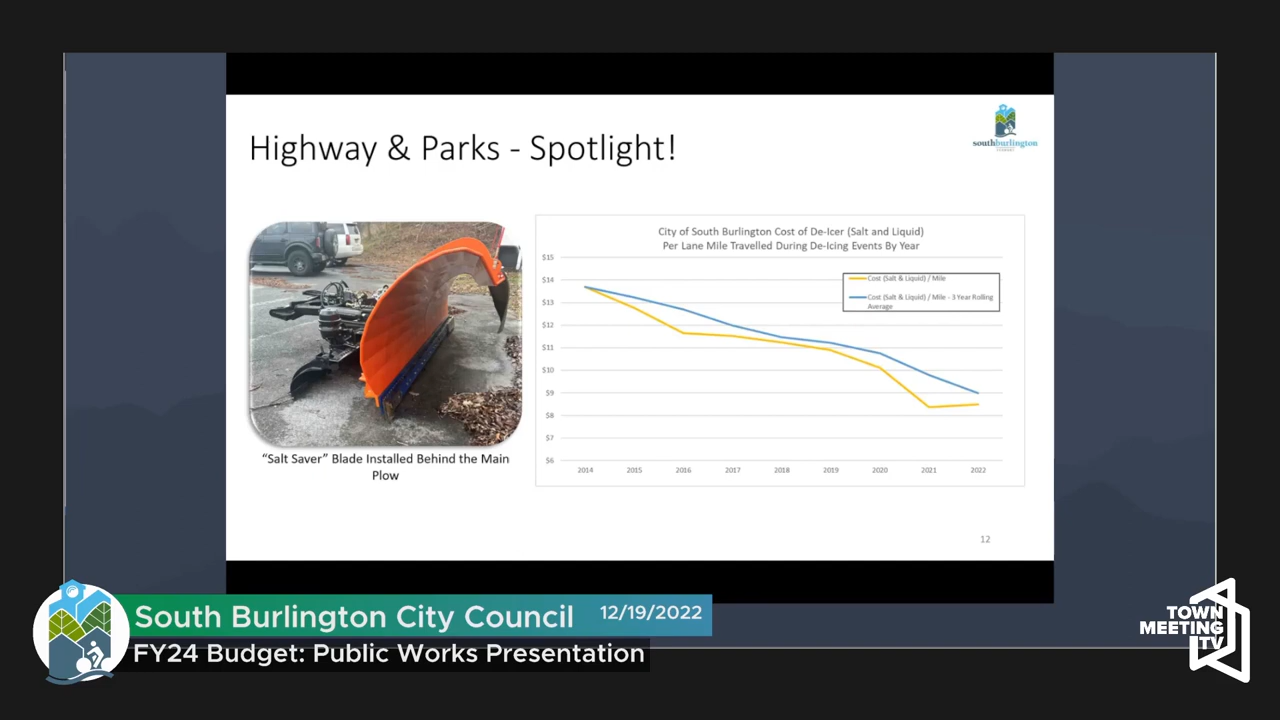 Highway & Parks - Spotlight!
southburlington
City of South Burlington Cost of De-Icer (Salt and Liquid)
Per Lane Mile Travelled During De-Icing Events By Year
$15
$14
$13
$12
$11
$10
$9
$8
$7
$6
Cost (Salt & Liquid) / Mile
Cost (Salt & Liquid) / Mile - 3 Year Rolling
Average
2014 2015 2016 2017 2018 2019 2020 2021 2022
“Salt Saver” Blade Installed Behind the Main
Plow
12
South Burlington City Council 12/19/2022
FY24 Budget: Public Works Presentation
TOWN
MEETING
TV